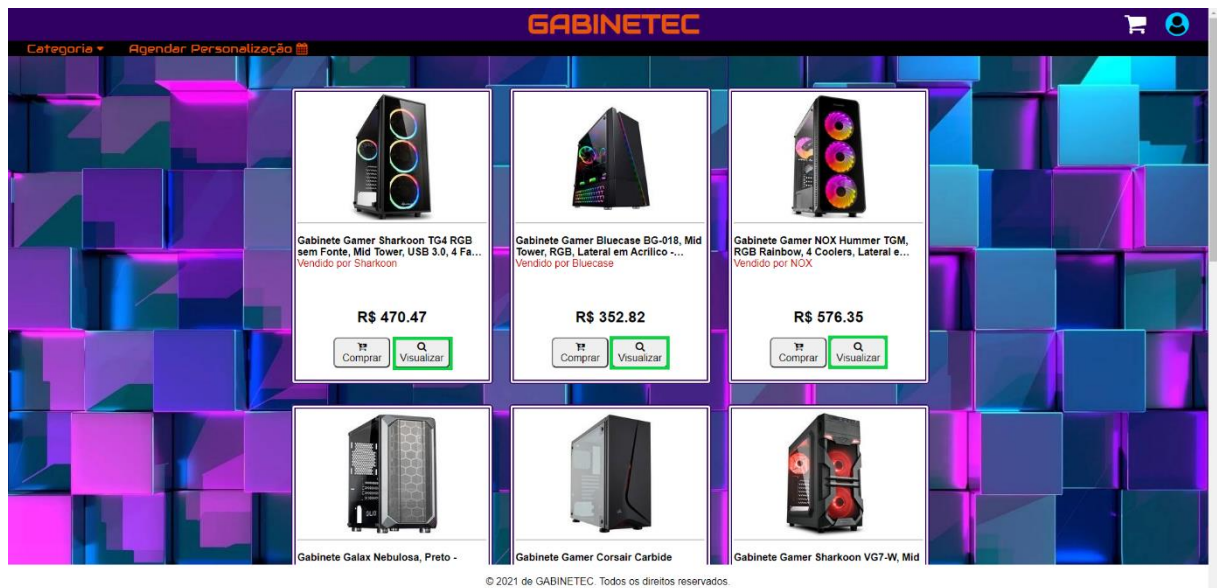 GABINETEC
Categoria Agendar Personalização
Gabinete Gamer Sharkoon TG4 RGB
sem Fonte, Mid Tower, USB 3.0, 4 Fa...
Vendido por Sharkoon
R$ 470.47
Comprar Visualizar
Gabinete Gamer Bluecase BG-018, Mid
Tower, RGB, Lateral em Acrílico -...
Vendido por Bluecase
R$ 352.82
Comprar Visualizar
Gabinete Gamer NOX Hummer TGM,
RGB Rainbow, 4 Coolers, Lateral e...
Vendido por NOX
R$ 576.35
Comprar Visualizar
Gabinete Galax Nebulosa, Preto -
Gabinete Gamer Corsair Carbide
Gabinete Gamer Sharkoon VG7-W, Mid
© 2021 de GABINETEC. Todos os direitos reservados.